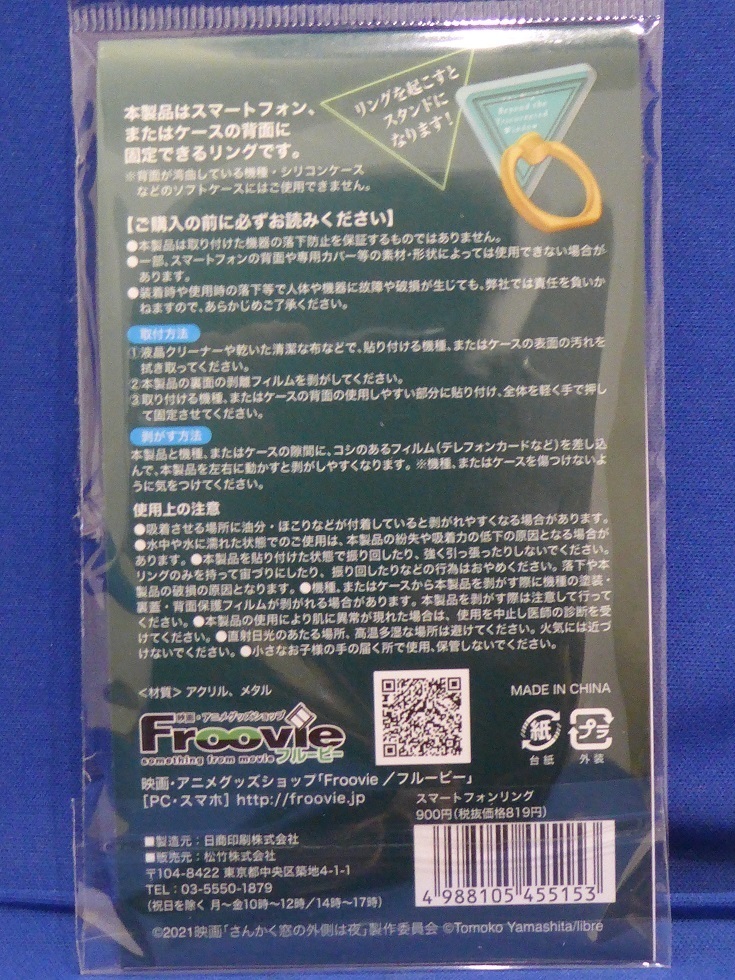 リングを起こすと
スタンドに
なります!
Beyond the
Window
本製品はスマートフォン、
またはケースの背面に
固定できるリングです。
※背面が湾曲している機種・シリコンケース
などのソフトケースにはご使用できません。
【ご購入の前に必ずお読みください】
●本製品は取り付けた機器の落下防止を保証するものではありません。
●一部、スマートフォンの背面や専用カバー等の素材・形状によっては使用できない場合が
あります。
●装着時や使用時の落下等で人体や機器に故障や破損が生じても、弊社では責任を負いか
ねますので、あらかじめご了承ください。
取付方法
①液晶クリーナーや乾いた清潔な布などで、貼り付ける機種、またはケースの表面の汚れを
拭き取ってください。
②本製品の裏面の剥離フィルムを剥がしてください。
③取り付ける機種、またはケースの背面の使用しやすい部分に貼り付け、全体を軽く手で押し
て固定させてください。
剥がす方法
本製品と機種、またはケースの隙間に、コシのあるフィルム(テレフォンカードなど)を差し込
んで、本製品を左右に動かすと剥がしやすくなります。※機種、またはケースを傷つけないよ
うに気をつけてください。
使用上の注意
●吸着させる場所に油分・ほこりなどが付着していると剥がれやすくなる場合があります。
●水中や水に濡れた状態でのご使用は、本製品の紛失や吸着力の低下の原因となる場合が
あります。●本製品を貼り付けた状態で振り回したり、強く引っ張ったりしないでください。
リングのみを持って宙づりにしたり、振り回したりなどの行為はおやめください。落下や本
製品の破損の原因となります。●機種、またはケースから本製品を剥がす際に機種の塗装・
裏蓋・背面保護フィルムが剥がれる場合があります。本製品を剥がす際は注意して行って
ください。●本製品の使用により肌に異常が現れた場合は、使用を中止し医師の診断を受
けてください。●直射日光のあたる場所、高温多湿な場所は避けてください。火気には近づ
けないでください。●小さなお子様の手の届く所で使用、保管しないでください。
<材質> アクリル、メタル
MADE IN CHINA
映画・アニメグッズショップ
Froovie
フルービー
something from movie
紙
台紙
プラ
外装
映画・アニメグッズショップ「Froovie/フルービー」
[PC・スマホ] http://froovie.jp
スマートフォンリング
900円(税抜価格819円)
■製造元:日商印刷株式会社
■販売元:松竹株式会社
〒104-8422 東京都中央区築地4-1-1
TEL:03-5550-1879
(祝日を除く 月~金10時~12時/14時~17時)
4 988105 455153
©2021映画「さんかく窓の外側は夜」製作委員会 ©Tomoko Yamashita/libre